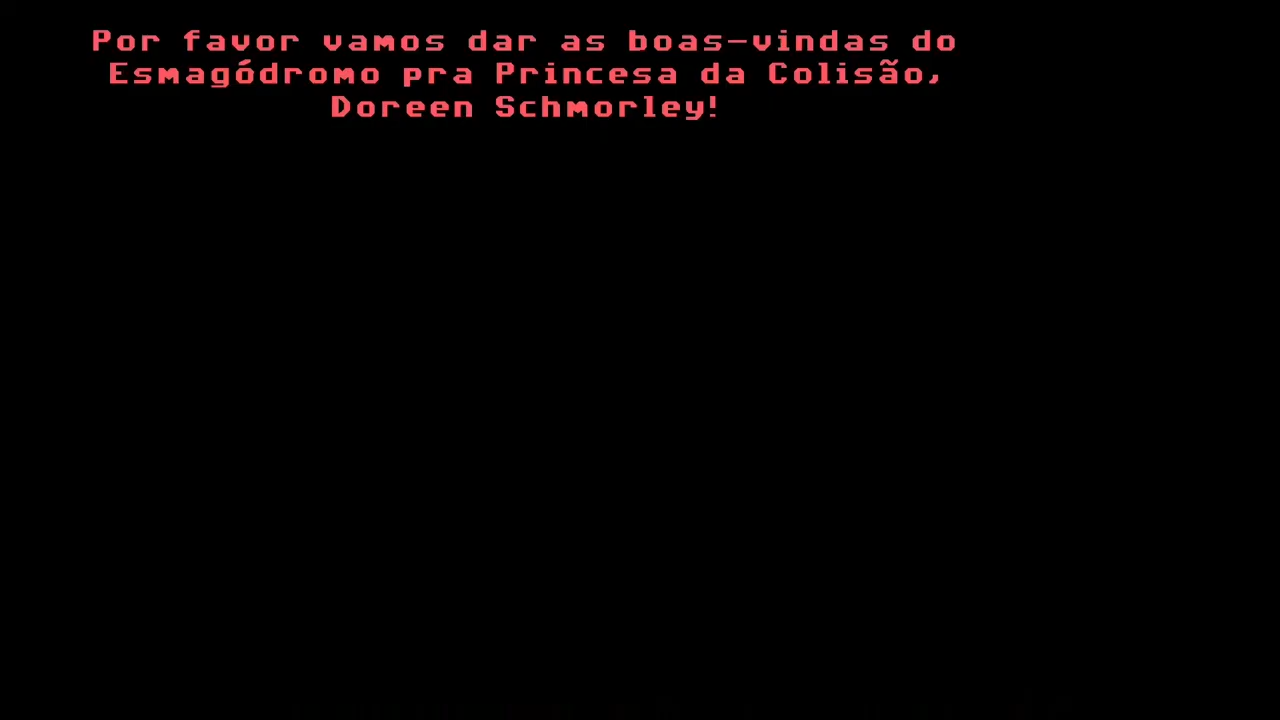 Por favor vamos dar as boas-vindas do
Esmagódromo pra Princesa da Colisão,
Doreen Schmorley!